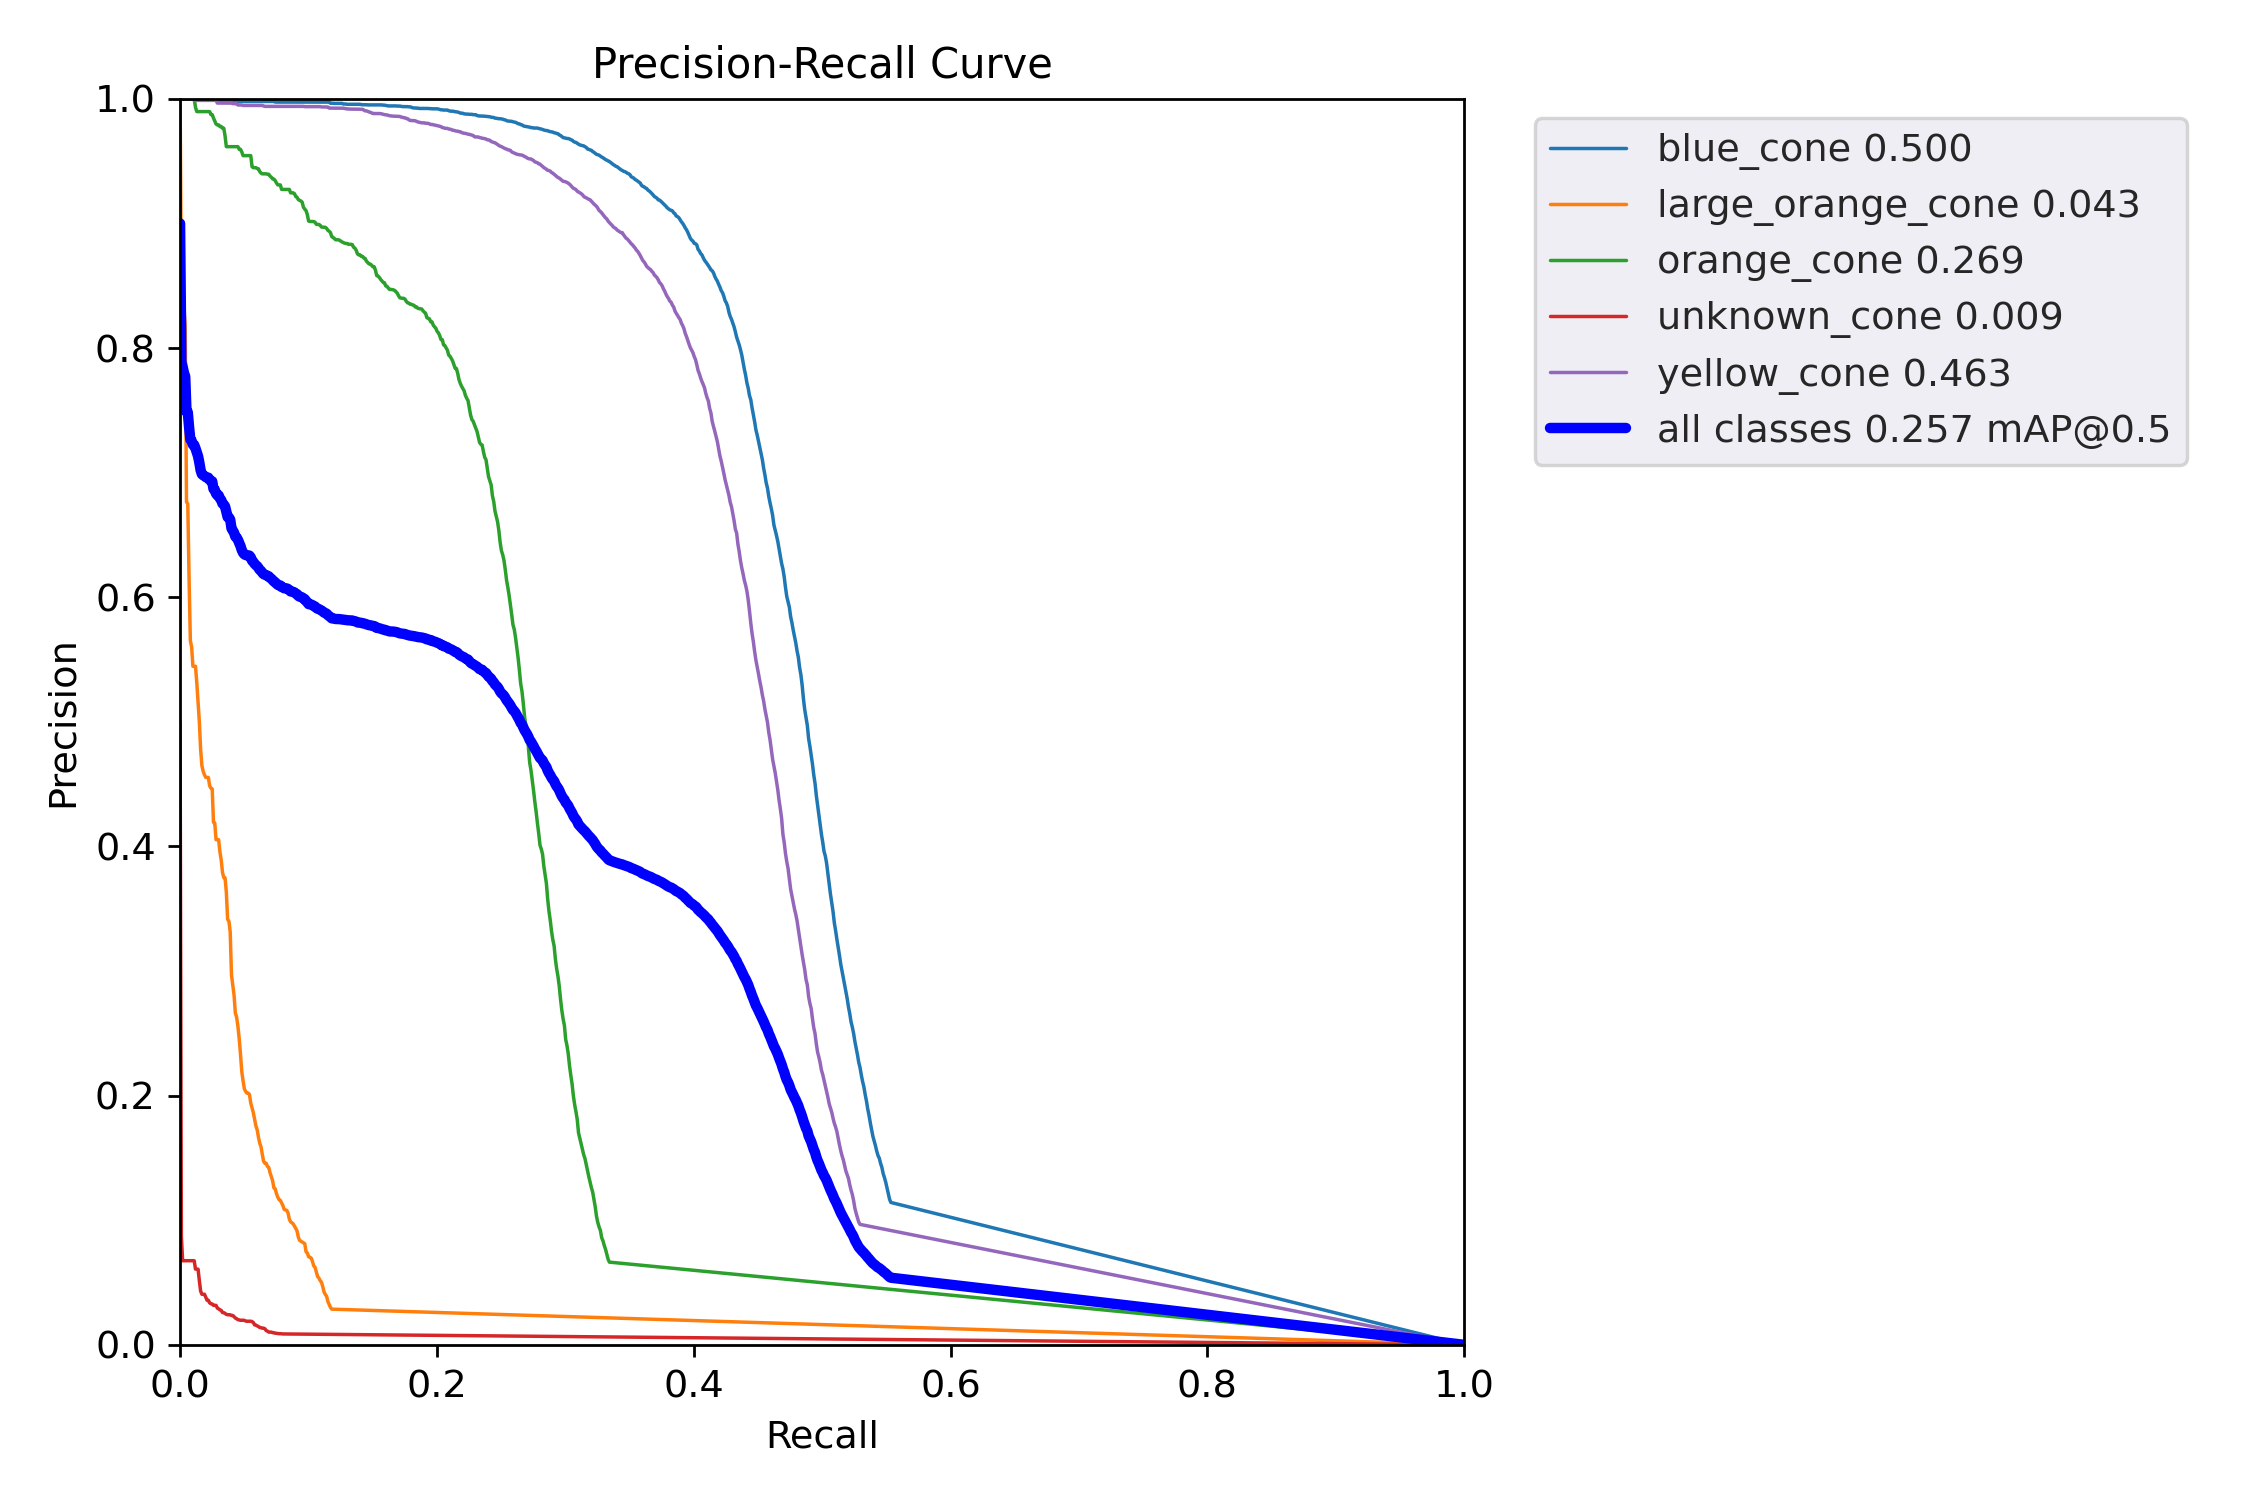 Precision-Recall Curve
1.0
0.8
0.6
0.4
0.2
0.0
Precision
0.0 0.2 0.4 0.6 0.8 1.0
Recall
blue_cone 0.500
large_orange_cone 0.043
orange_cone 0.269
unknown_cone 0.009
yellow_cone 0.463
all classes 0.257 mAP@0.5